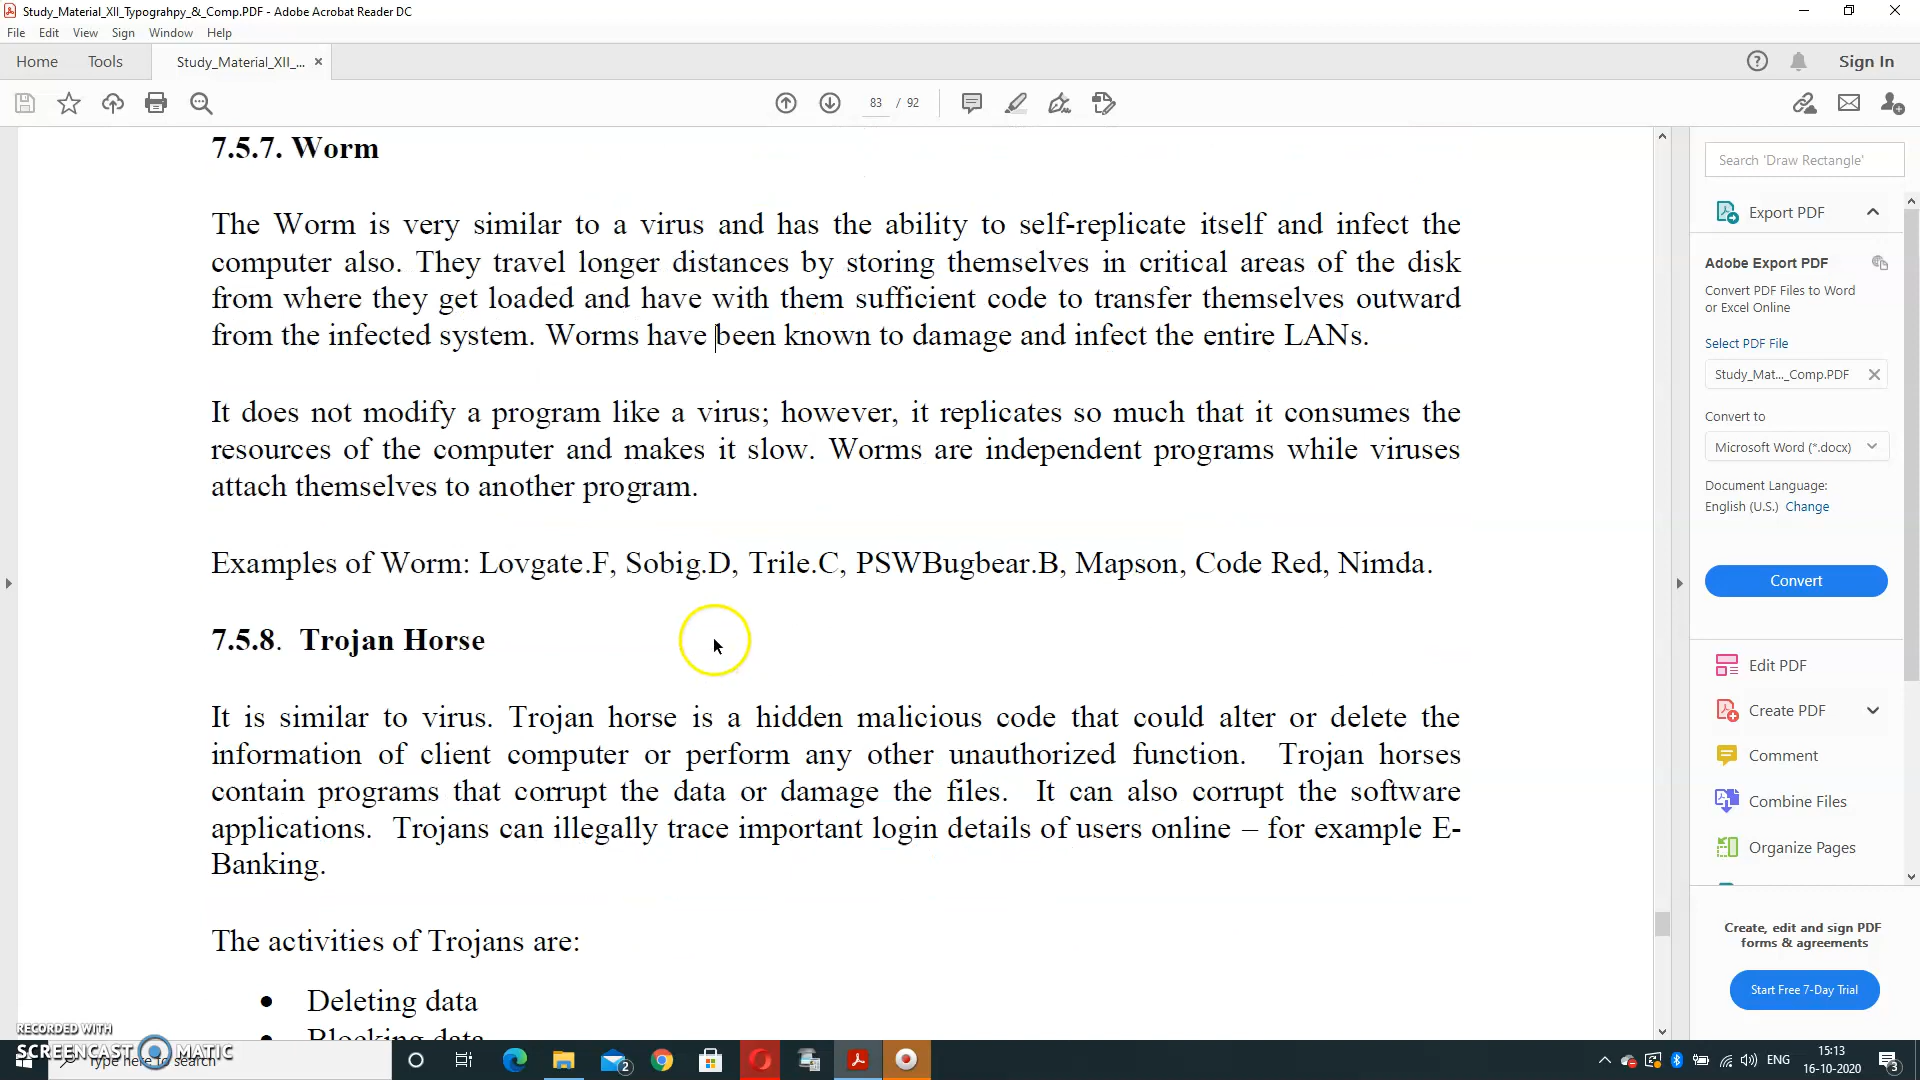 Study_Material_XII_Typograhpy_&_Comp.PDF - Adobe Acrobat Reader DC
File Edit View Sign Window Help
Home Tools Study_Material_XII_... × Sign In
83 / 92
7.5.7. Worm
The Worm is very similar to a virus and has the ability to self-replicate itself and infect the
computer also. They travel longer distances by storing themselves in critical areas of the disk
from where they get loaded and have with them sufficient code to transfer themselves outward
from the infected system. Worms have been known to damage and infect the entire LANs.
It does not modify a program like a virus; however, it replicates so much that it consumes the
resources of the computer and makes it slow. Worms are independent programs while viruses
attach themselves to another program.
Examples of Worm: Lovgate.F, Sobig.D, Trile.C, PSWBugbear.B, Mapson, Code Red, Nimda.
7.5.8. Trojan Horse
It is similar to virus. Trojan horse is a hidden malicious code that could alter or delete the
information of client computer or perform any other unauthorized function. Trojan horses
contain programs that corrupt the data or damage the files. It can also corrupt the software
applications. Trojans can illegally trace important login details of users online – for example E-
Banking.
The activities of Trojans are:
• Deleting data
• Blocking data
Search 'Draw Rectangle'
Export PDF
Adobe Export PDF
Convert PDF Files to Word
or Excel Online
Select PDF File
Study_Mat..._Comp.PDF
Convert to
Microsoft Word (*.docx)
Document Language:
English (U.S.) Change
Convert
Edit PDF
Create PDF
Comment
Combine Files
Organize Pages
Create, edit and sign PDF
forms & agreements
Start Free 7-Day Trial
RECORDED WITH
SCREENCAST MATIC
Type here to search
2
ENG
15:13
16-10-2020
3